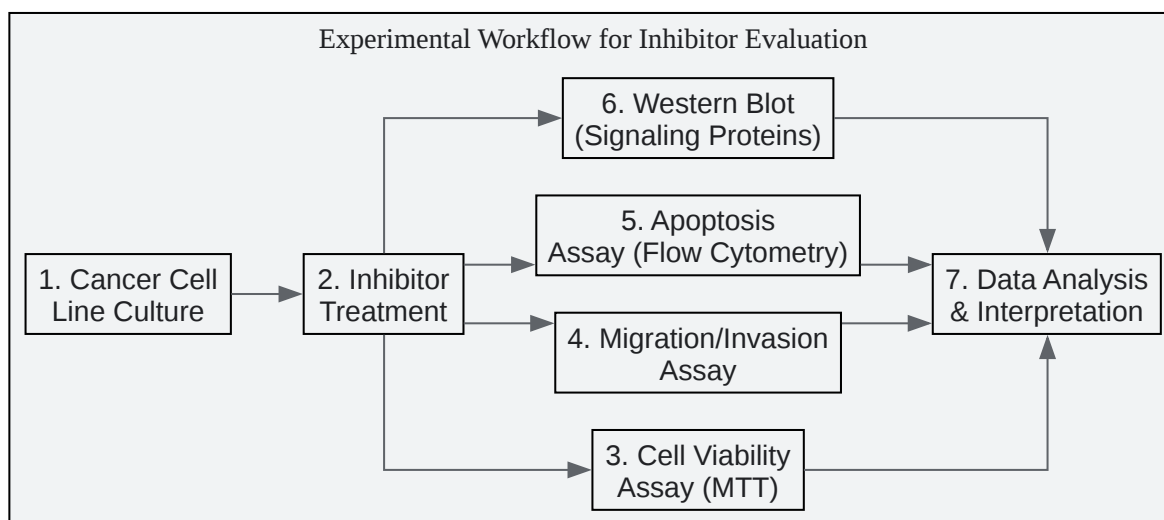 Experimental Workflow for Inhibitor Evaluation
6. Western Blot
(Signaling Proteins)
5. Apoptosis
Assay (Flow Cytometry)
1. Cancer Cell
Line Culture
2. Inhibitor
Treatment
7. Data Analysis
& Interpretation
4. Migration/Invasion
Assay
3. Cell Viability
Assay (MTT)